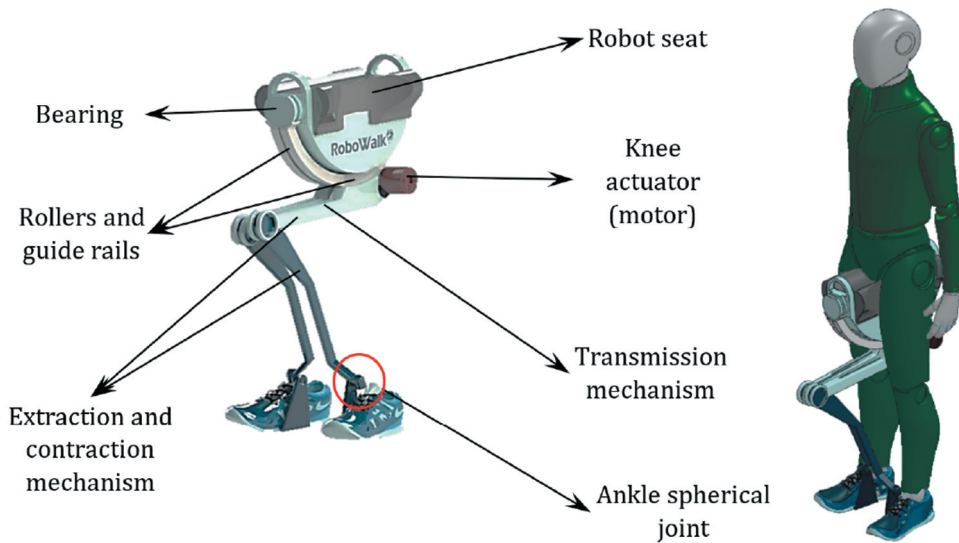 Robot seat
Bearing
RoboWalk
Knee
actuator
(motor)
Rollers and
guide rails
Transmission
mechanism
Extraction and
contraction
mechanism
Ankle spherical
joint